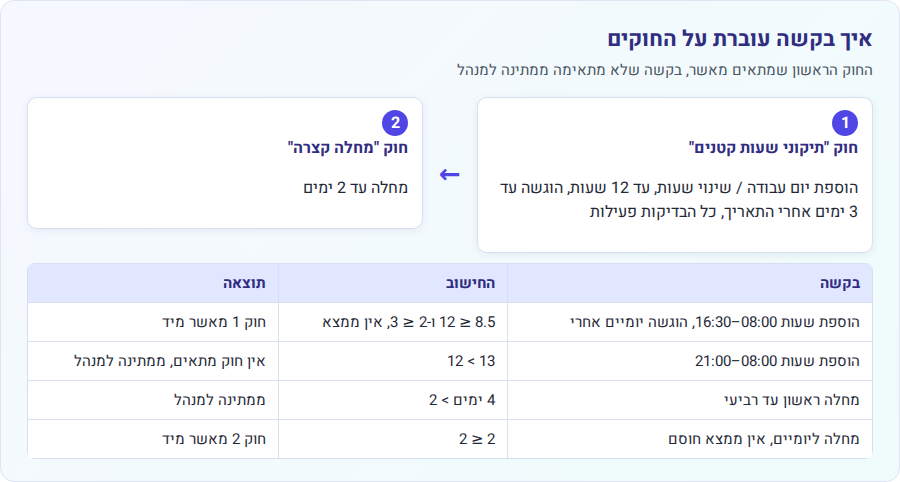 איך בקשה עוברת על החוקים
החוק הראשון שמתאים מאשר, בקשה שלא מתאימה ממתינה למנהל
1
חוק "תיקוני שעות קטנים"
הוספת יום עבודה / שינוי שעות, עד 12 שעות, הוגשה עד
3 ימים אחרי התאריך, כל הבדיקות פעילות
←
2
חוק "מחלה קצרה"
מחלה עד 2 ימים
בקשה החישוב תוצאה
הוספת שעות 08:00–16:30, הוגשה יומיים אחרי 8.5 ≤ 12 ו-2 ≤ 3, אין ממצא חוק 1 מאשר מיד
הוספת שעות 08:00–21:00 13 > 12 אין חוק מתאים, ממתינה למנהל
מחלה ראשון עד רביעי 4 ימים > 2 ממתינה למנהל
מחלה ליומיים, אין ממצא חוסם 2 ≤ 2 חוק 2 מאשר מיד